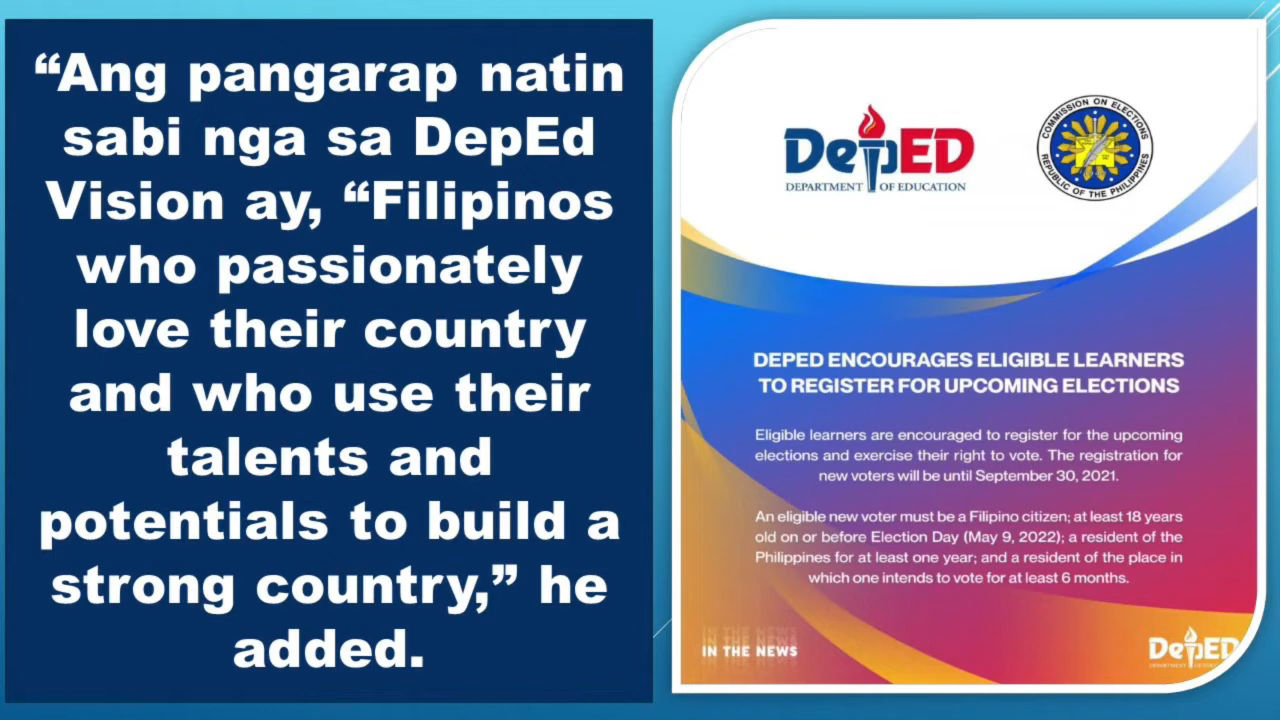 “Ang pangarap natin
sabi nga sa DepEd
Vision ay, “Filipinos
who passionately
love their country
and who use their
talents and
potentials to build a
strong country,” he
added.
DepED
DEPARTMENT OF EDUCATION
COMMISSION ON ELECTIONS
REPUBLIC OF THE PHILIPPINES
DEPED ENCOURAGES ELIGIBLE LEARNERS
TO REGISTER FOR UPCOMING ELECTIONS
Eligible learners are encouraged to register for the upcoming
elections and exercise their right to vote. The registration for
new voters will be until September 30, 2021.
An eligible new voter must be a Filipino citizen; at least 18 years
old on or before Election Day (May 9, 2022); a resident of the
Philippines for at least one year; and a resident of the place in
which one intends to vote for at least 6 months.
IN THE NEWS
IN THE NEWS
IN THE NEWS
DepED